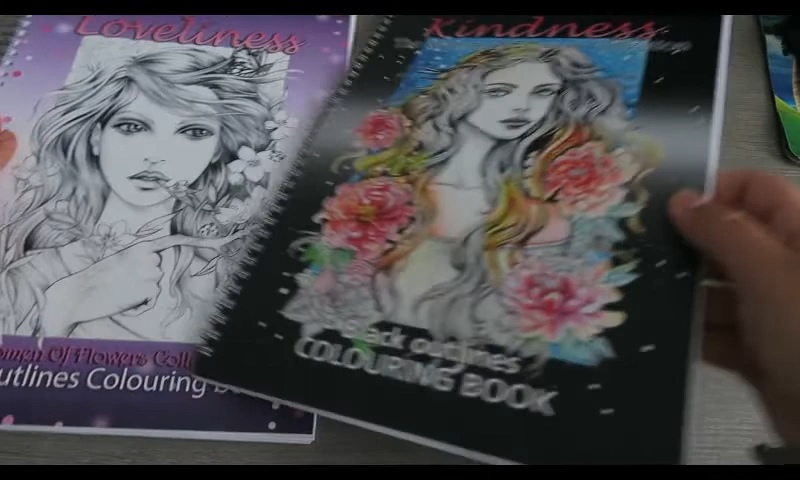 Loveliness
Women Of Flowers Coll
utlines Colouring
Kindness
Black outlines
COLOURING BOOK